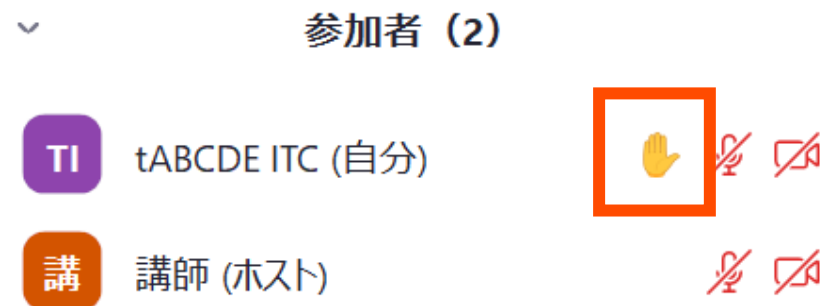 参加者（2）
TI tABCDE ITC (自分)
講 講師 (ホスト)